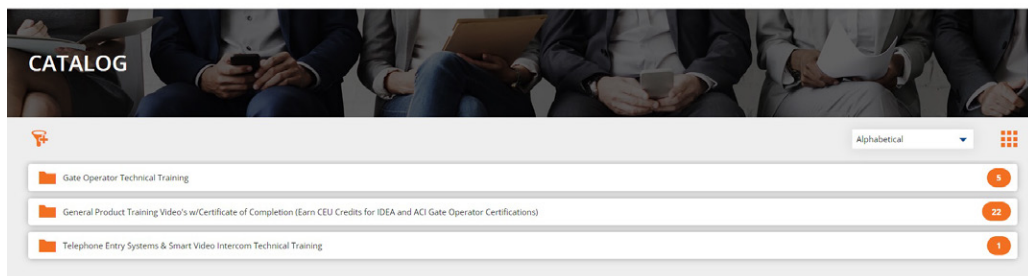 CATALOG
Alphabetical
Gate Operator Technical Training
5
General Product Training Video's w/Certificate of Completion (Earn CEU Credits for IDEA and ACI Gate Operator Certifications)
22
Telephone Entry Systems & Smart Video Intercom Technical Training
1